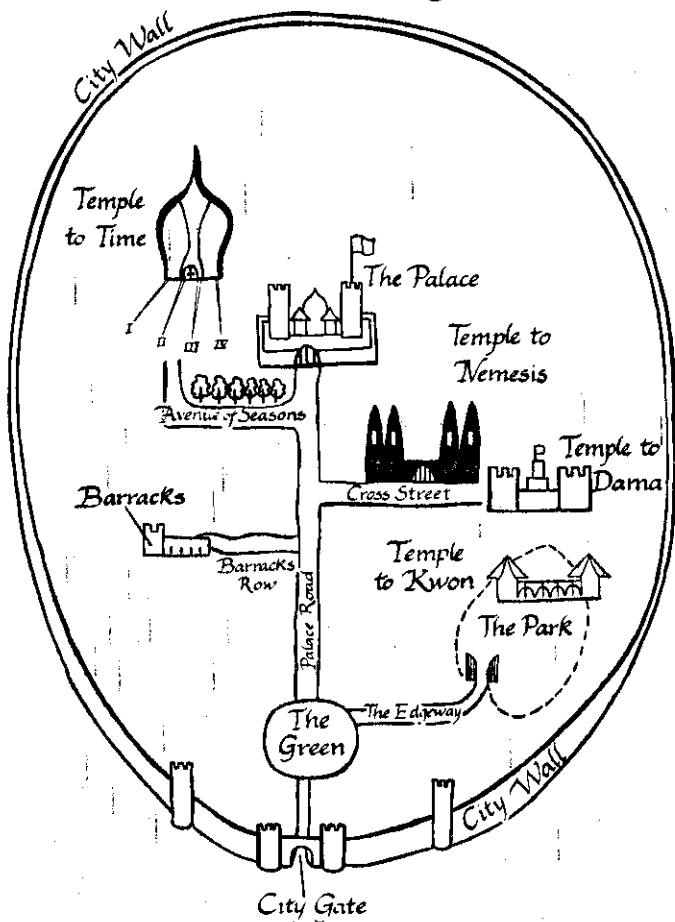 City Wall
Temple
to Time
I
II
III
IV
The Palace
Temple to
Nemesis
Avenue of Seasons
Temple to
Dama
Cross Street
Barracks
Barracks
Row
Temple
to Kwon
The Park
Palace Road
The Edgeway
The
Green
City Wall
City Gate